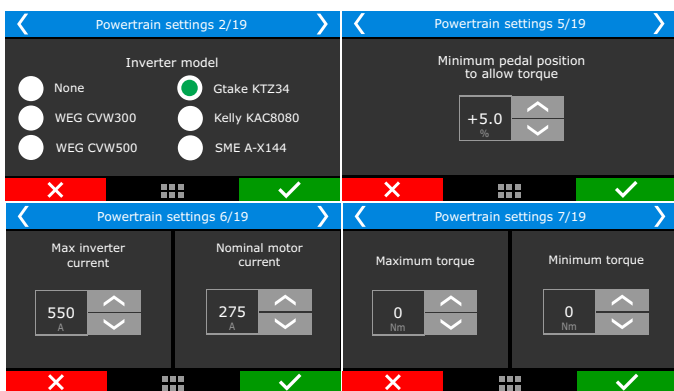 Powertrain settings 2/19
Inverter model
None
Gtake KTZ34
WEG CVW300
Kelly KAC8080
WEG CVW500
SME A-X144
Powertrain settings 5/19
Minimum pedal position
to allow torque
+5.0
%
Powertrain settings 6/19
Max inverter
current
550
A
Nominal motor
current
275
A
Powertrain settings 7/19
Maximum torque
0
Nm
Minimum torque
0
Nm